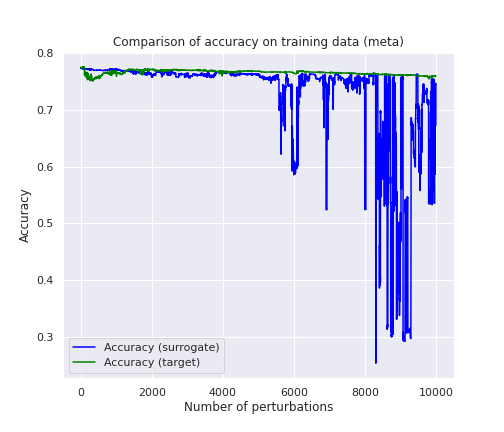 Comparison of accuracy on training data (meta)
0.8
0.7
0.6
0.5
0.4
0.3
Accuracy
Accuracy (surrogate)
Accuracy (target)
0 2000 4000 6000 8000 10000
Number of perturbations